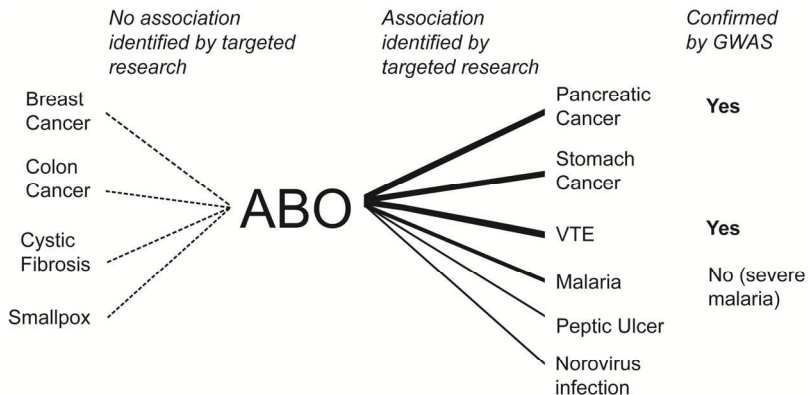 No association
identified by targeted
research
Association
identified by
targeted research
Confirmed
by GWAS
Breast
Cancer
Colon
Cancer
Cystic
Fibrosis
Smallpox
ABO
Pancreatic
Cancer
Yes
Stomach
Cancer
VTE
Yes
Malaria
No (severe
malaria)
Peptic Ulcer
Norovirus
infection